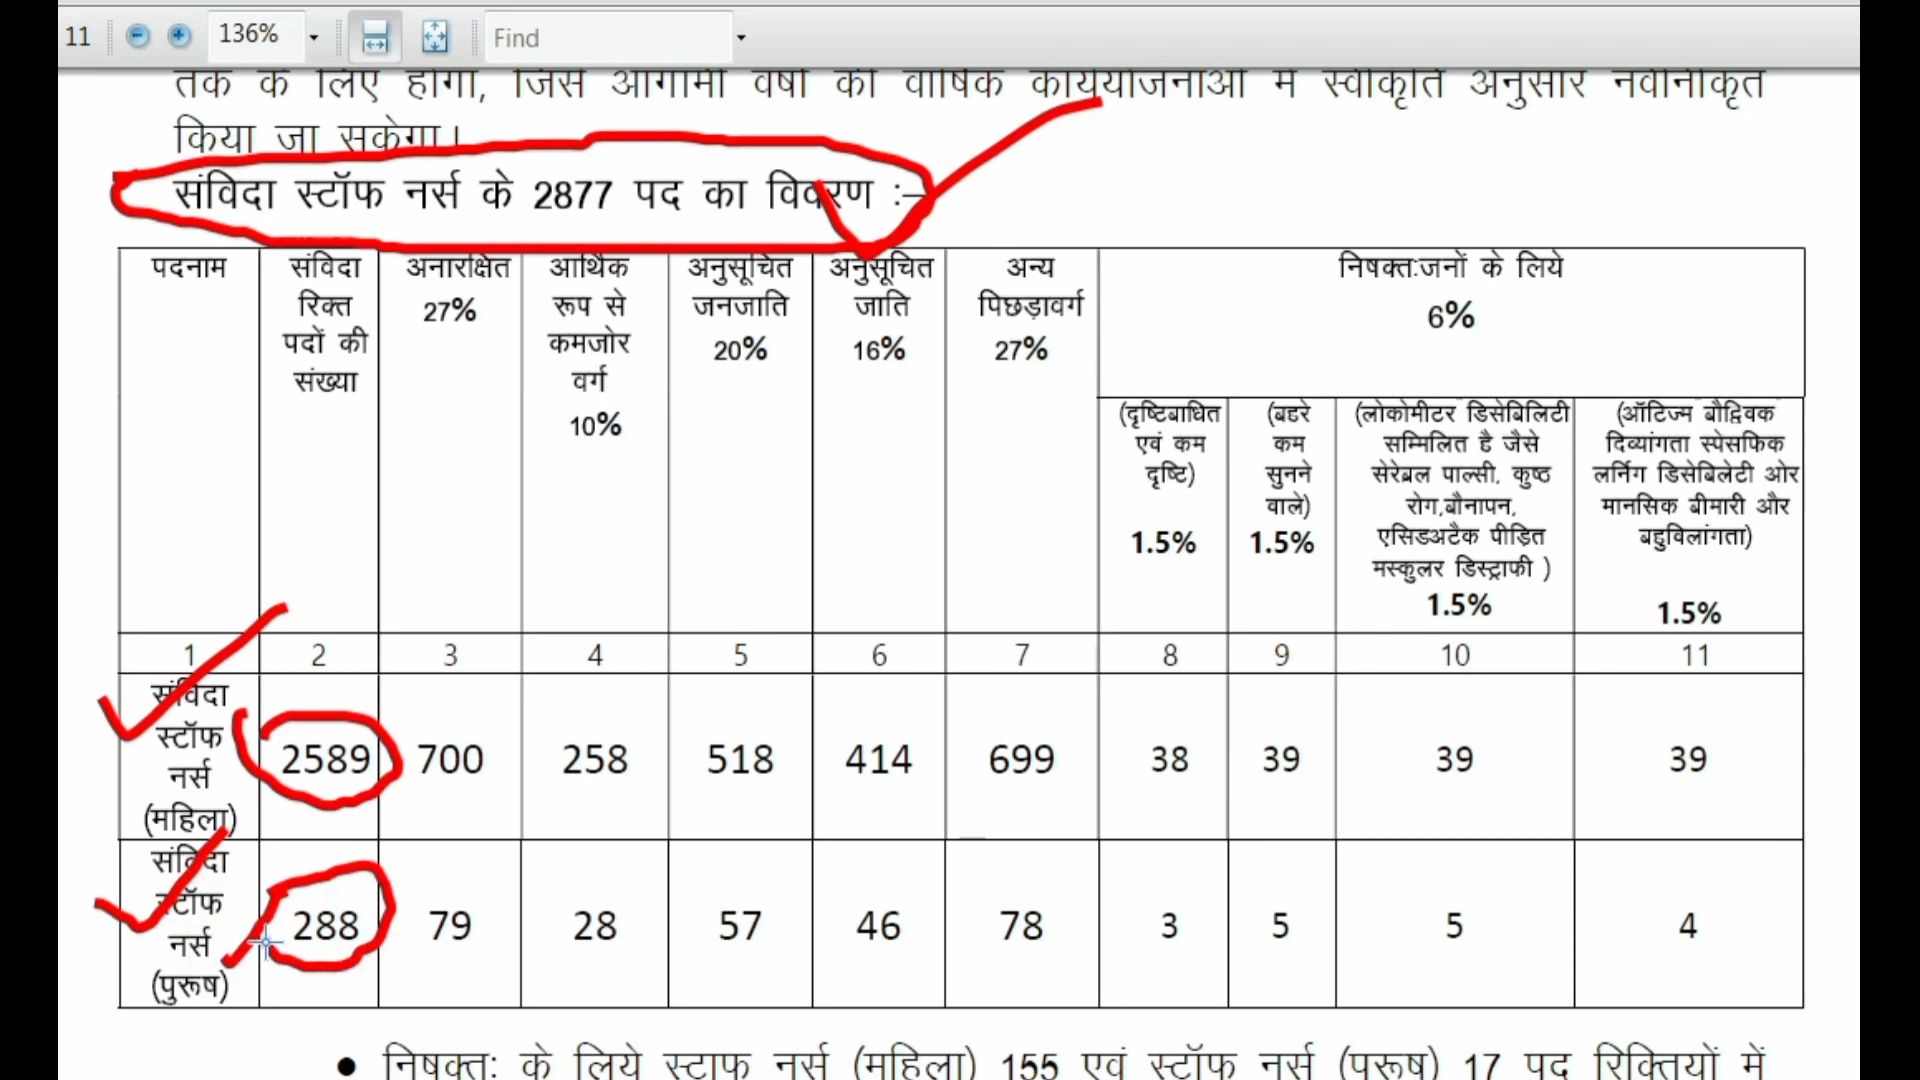 11 136% Find
तक के लिए होगा, जिसे आगामी वर्षों की वार्षिक कार्ययोजनाओं में स्वीकृति अनुसार नवीनीकृत
किया जा सकेगा।
संविदा स्टॉफ नर्स के 2877 पद का विवरण :–
पदनाम
संविदा
रिक्त
पदों की
संख्या
अनारक्षित
27%
आर्थिक
रूप से
कमजोर
वर्ग
10%
अनुसूचित
जनजाति
20%
अनुसूचित
जाति
16%
अन्य
पिछड़ावर्ग
27%
निषक्तःजनों के लिये
6%
(दृष्टिबाधित
एवं कम
दृष्टि)
1.5%
(बहरे
कम
सुनने
वाले)
1.5%
(लोकोमीटर डिसेबिलिटी
सम्मिलित है जैसे
सेरेब्रल पाल्सी, कुष्ठ
रोग,बौनापन,
एसिडअटैक पीड़ित
मस्कुलर डिस्ट्राफी )
1.5%
(ऑटिज्म बौद्विवक
दिव्यांगता स्पेसफिक
लर्निग डिसेबिलेटी ओर
मानसिक बीमारी और
बहुविलांगता)
1.5%
1 2 3 4 5 6 7 8 9 10 11
संविदा
स्टॉफ
नर्स
(महिला)
2589 700 258 518 414 699 38 39 39 39
संविदा
स्टॉफ
नर्स
(पुरूष)
288 79 28 57 46 78 3 5 5 4
● निषक्त: के लिये स्टाफ नर्स (महिला) 155 एवं स्टॉफ नर्स (पुरूष) 17 पद रिक्तियों में